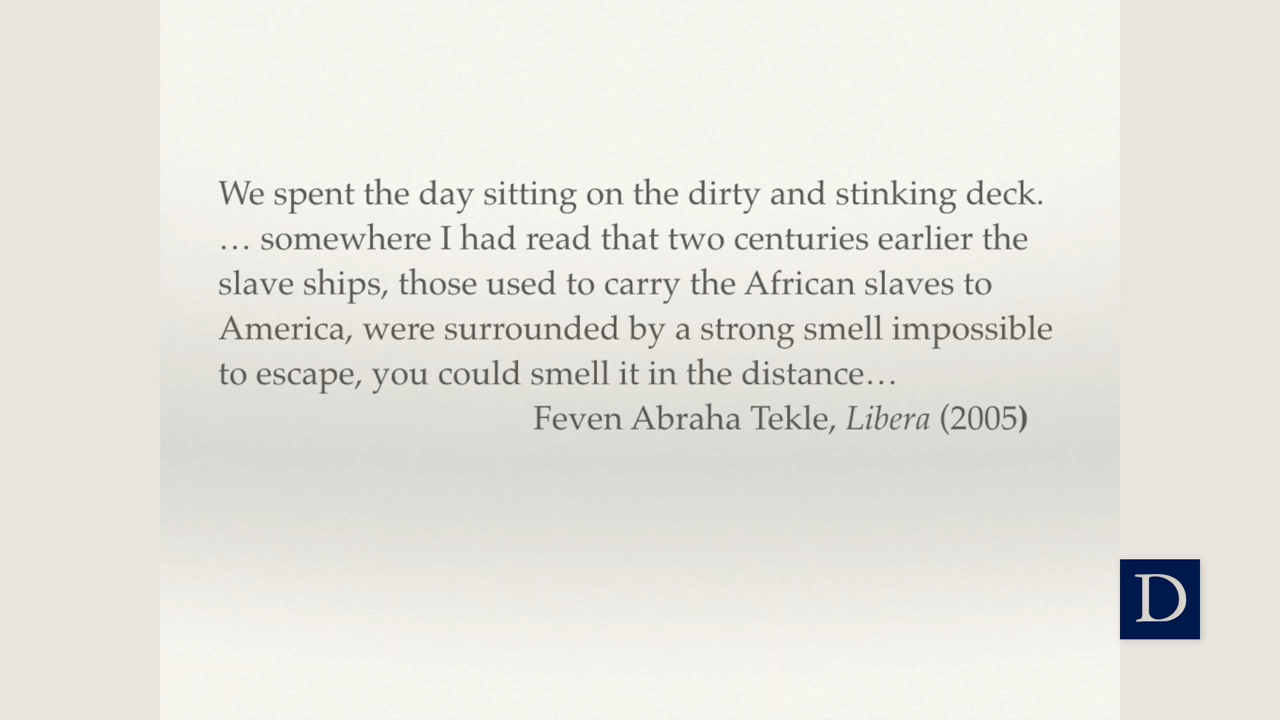 We spent the day sitting on the dirty and stinking deck.
… somewhere I had read that two centuries earlier the
slave ships, those used to carry the African slaves to
America, were surrounded by a strong smell impossible
to escape, you could smell it in the distance…
Feven Abraha Tekle, Libera (2005)
D